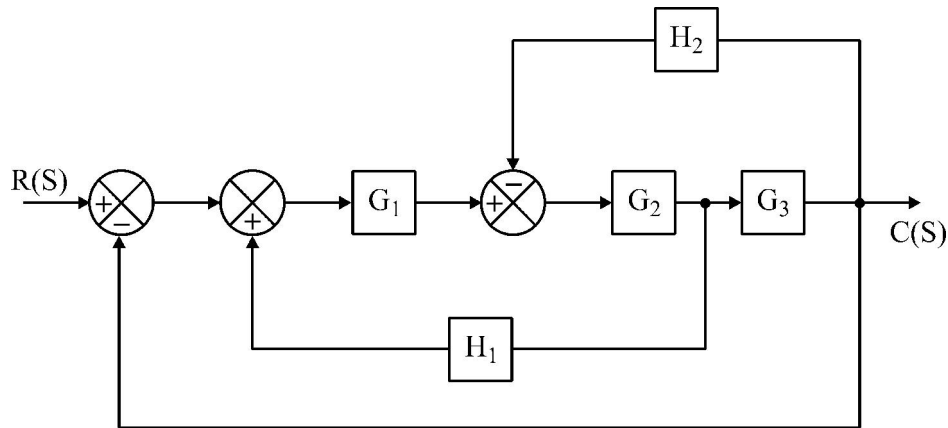 H₂
R(S)
+
−
+
G₁
−
+
G₂
G₃
C(S)
H₁